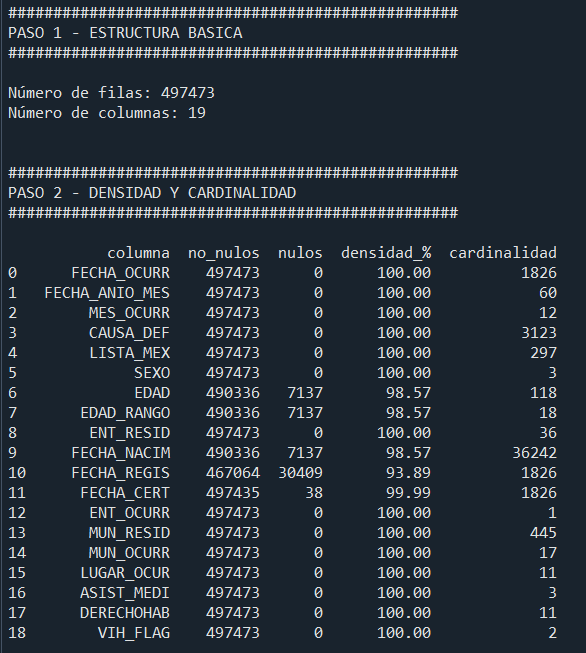 ##################################################
PASO 1 - ESTRUCTURA BASICA
##################################################
Número de filas: 497473
Número de columnas: 19
##################################################
PASO 2 - DENSIDAD Y CARDINALIDAD
##################################################
columna no_nulos nulos densidad_% cardinalidad
0 FECHA_OCURR 497473 0 100.00 1826
1 FECHA_ANIO_MES 497473 0 100.00 60
2 MES_OCURR 497473 0 100.00 12
3 CAUSA_DEF 497473 0 100.00 3123
4 LISTA_MEX 497473 0 100.00 297
5 SEXO 497473 0 100.00 3
6 EDAD 490336 7137 98.57 118
7 EDAD_RANGO 490336 7137 98.57 18
8 ENT_RESID 497473 0 100.00 36
9 FECHA_NACIM 490336 7137 98.57 36242
10 FECHA_REGIS 467064 30409 93.89 1826
11 FECHA_CERT 497435 38 99.99 1826
12 ENT_OCURR 497473 0 100.00 1
13 MUN_RESID 497473 0 100.00 445
14 MUN_OCURR 497473 0 100.00 17
15 LUGAR_OCUR 497473 0 100.00 11
16 ASIST_MEDI 497473 0 100.00 3
17 DERECHOHAB 497473 0 100.00 11
18 VIH_FLAG 497473 0 100.00 2